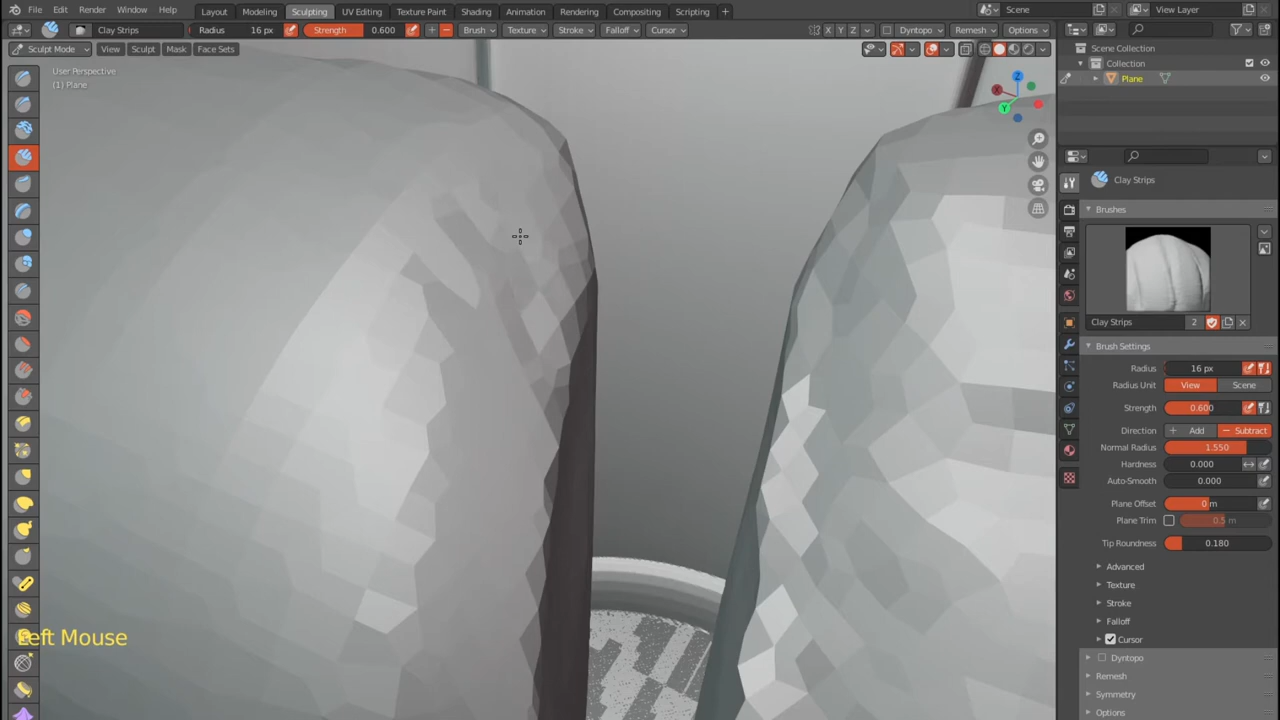 File Edit Render Window Help Layout Modeling Sculpting UV Editing Texture Paint Shading Animation Rendering Compositing Scripting + Scene View Layer
Clay Strips Radius 16 px Strength 0.600 + − Brush Texture Stroke Falloff Cursor X Y Z Dyntopo Remesh Options
Sculpt Mode View Sculpt Mask Face Sets
Scene Collection
Collection
Plane
User Perspective
(1) Plane
Z
X
Y
Clay Strips
Brushes
Clay Strips 2
Brush Settings
Radius 16 px
Radius Unit View Scene
Strength 0.600
Direction + Add − Subtract
Normal Radius 1.550
Hardness 0.000
Auto-Smooth 0.000
Plane Offset 0 m
Plane Trim 0.5 m
Tip Roundness 0.180
Advanced
Texture
Stroke
Falloff
Cursor
Dyntopo
Remesh
Symmetry
Options
Left Mouse